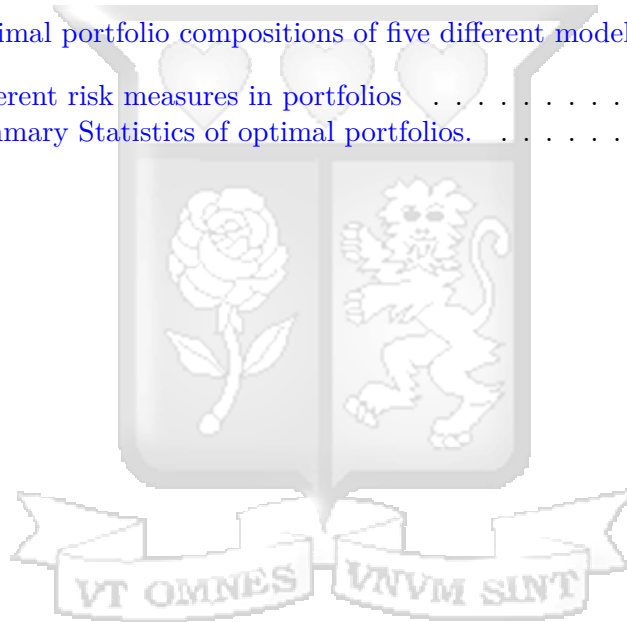 imal portfolio compositions of five different model
erent risk measures in portfolios . . . . . . . . .
mary Statistics of optimal portfolios. . . . . . .
VT OMNES VNVM SINT